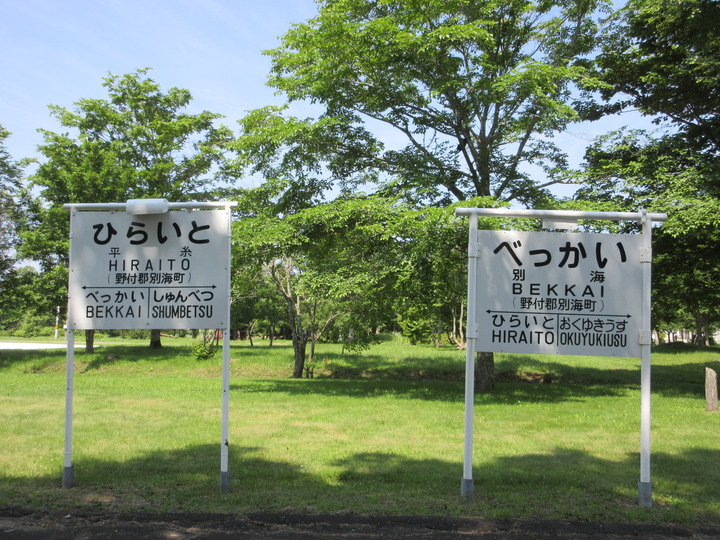 ひらいと
平糸
HIRAITO
(野付郡別海町)
べっかい しゅんべつ
BEKKAI SHUMBETSU
べっかい
別海
BEKKAI
(野付郡別海町)
ひらいと おくゆきうす
HIRAITO OKUYUKIUSU